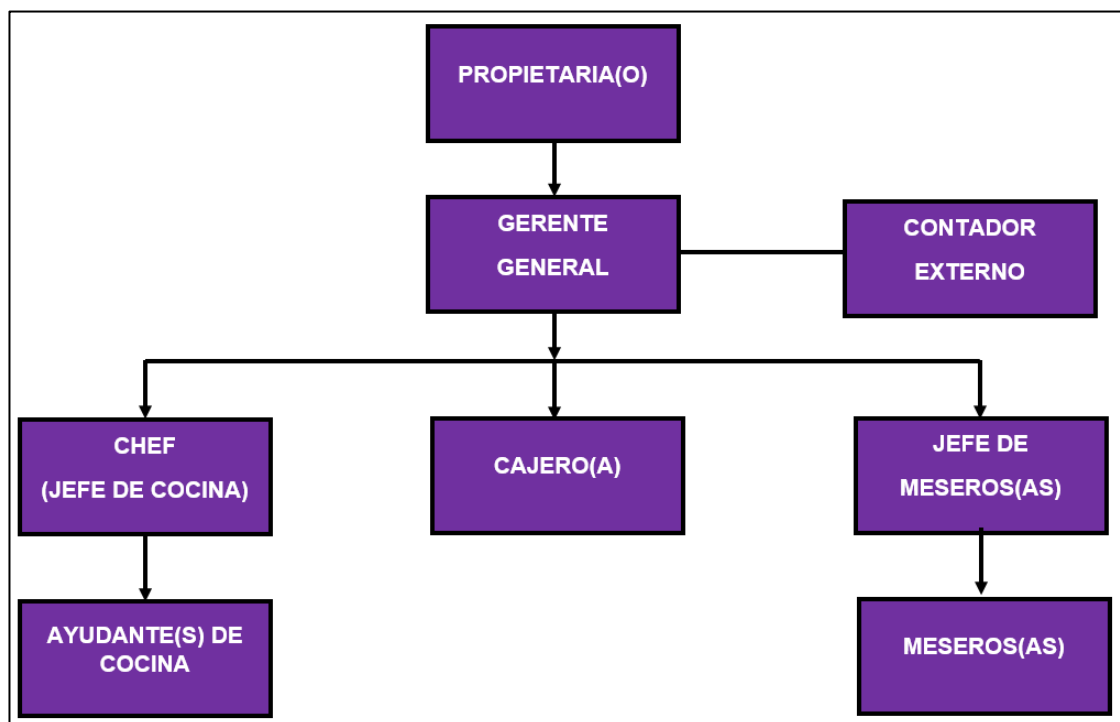 PROPIETARIA(O)
GERENTE
GENERAL
CONTADOR
EXTERNO
CHEF
(JEFE DE COCINA)
CAJERO(A)
JEFE DE
MESEROS(AS)
AYUDANTE(S) DE
COCINA
MESEROS(AS)